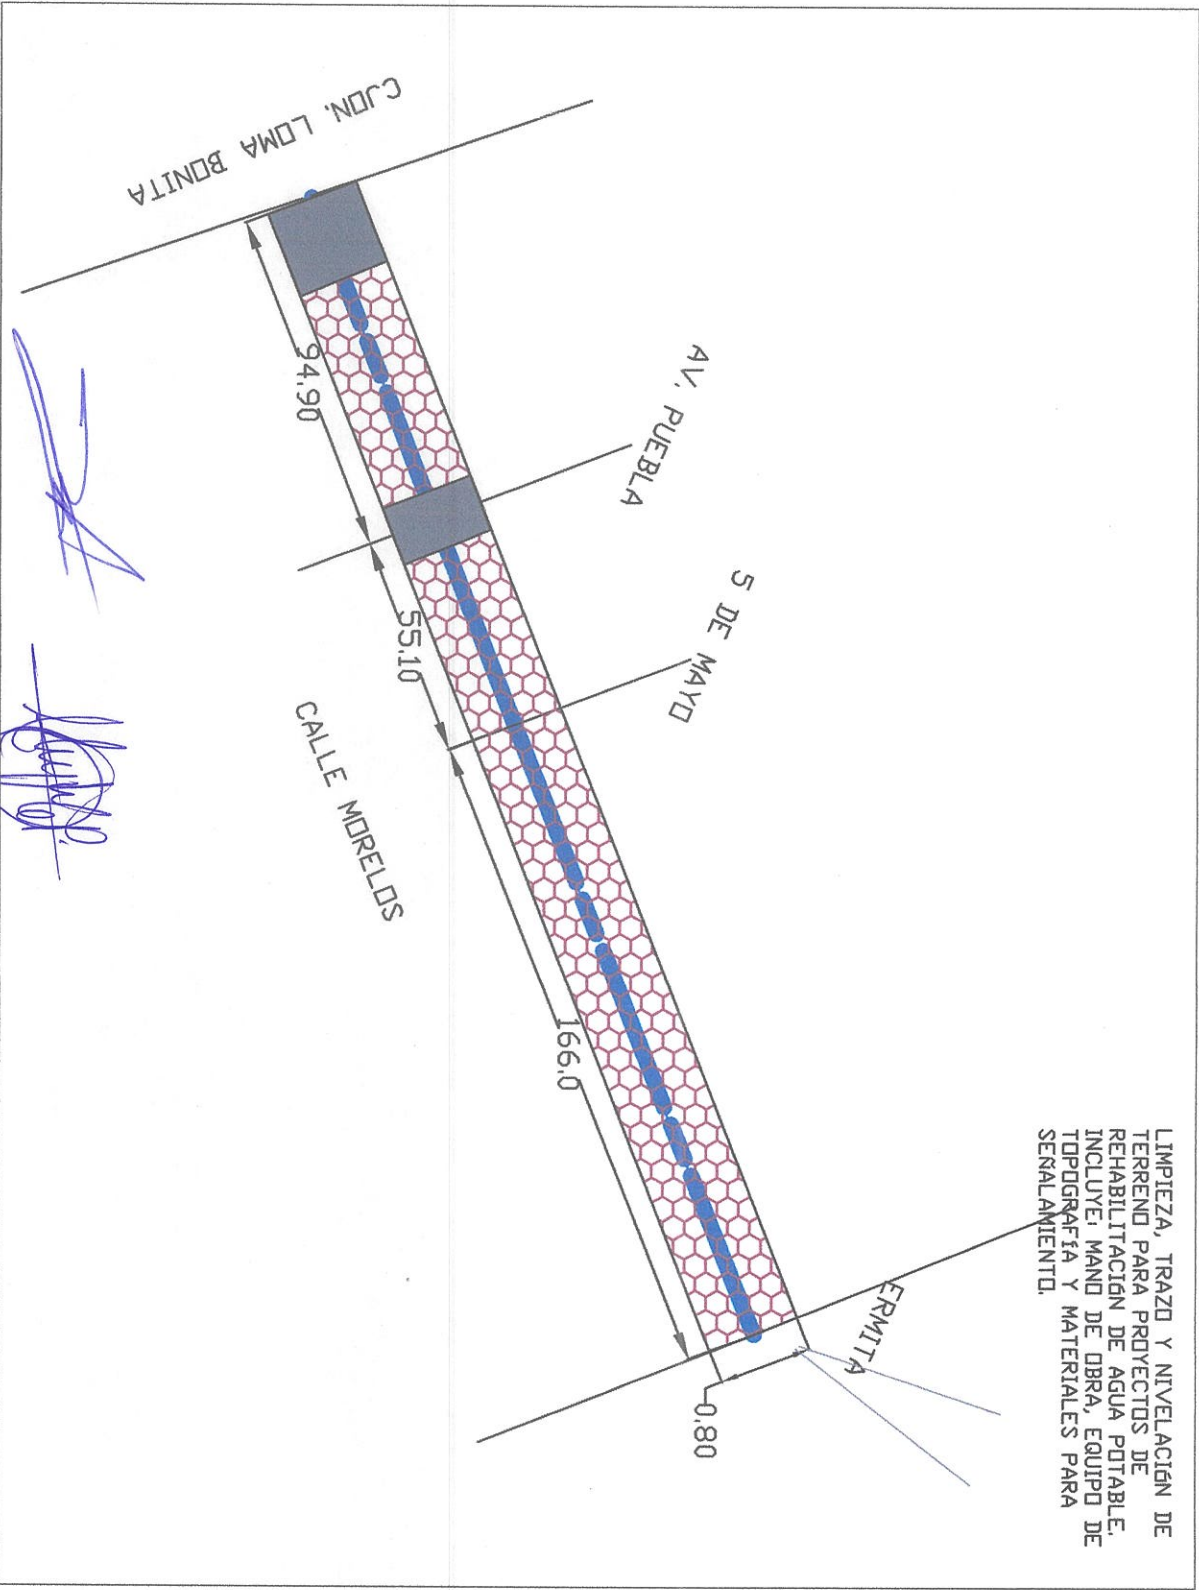 LIMPIEZA, TRAZO Y NIVELACIÓN DE
TERRENO PARA PROYECTOS DE
REHABILITACIÓN DE AGUA POTABLE.
INCLUYE: MANO DE OBRA, EQUIPO DE
TOPOGRAFÍA Y MATERIALES PARA
SEÑALAMIENTO.
CJON. LOMA BONITA
AV. PUEBLA
5 DE MAYO
ERMITA
94.90
55.10
166.0
0.80
CALLE MORELOS